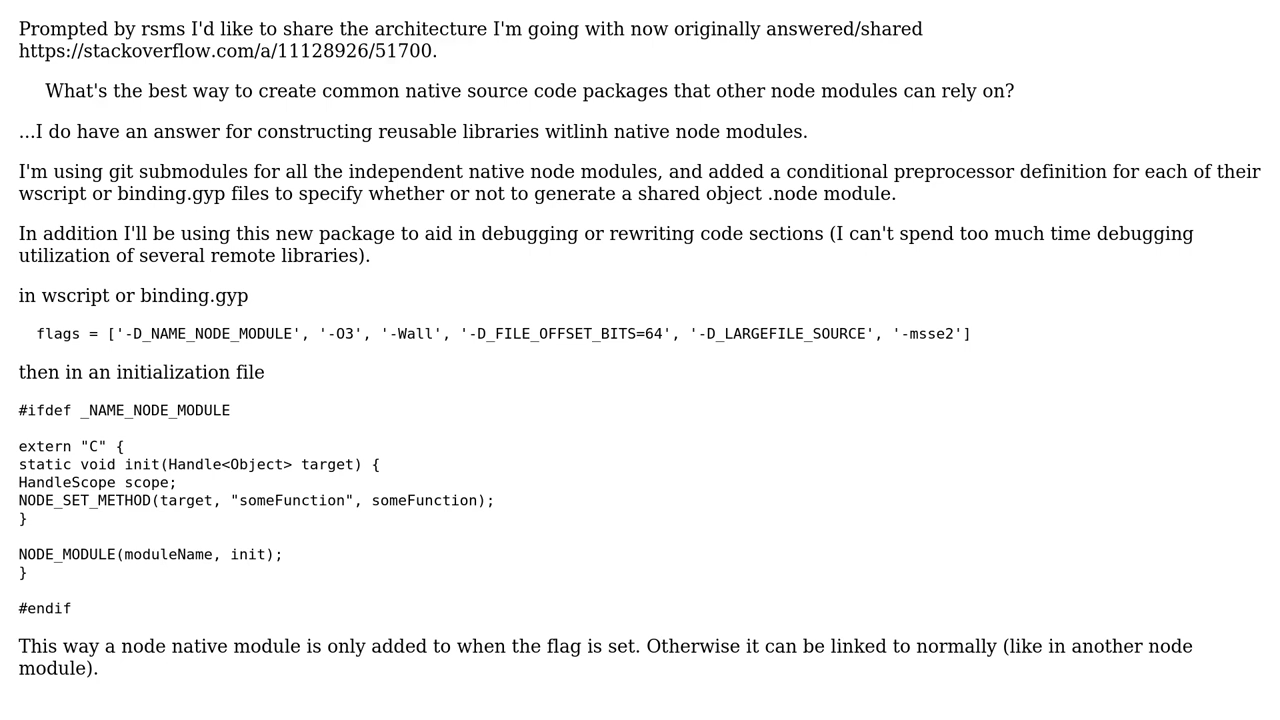 Prompted by rsms I'd like to share the architecture I'm going with now originally answered/shared
https://stackoverflow.com/a/11128926/51700.
What's the best way to create common native source code packages that other node modules can rely on?
...I do have an answer for constructing reusable libraries witlinh native node modules.
I'm using git submodules for all the independent native node modules, and added a conditional preprocessor definition for each of their
wscript or binding.gyp files to specify whether or not to generate a shared object .node module.
In addition I'll be using this new package to aid in debugging or rewriting code sections (I can't spend too much time debugging
utilization of several remote libraries).
in wscript or binding.gyp
flags = ['-D_NAME_NODE_MODULE', '-O3', '-Wall', '-D_FILE_OFFSET_BITS=64', '-D_LARGEFILE_SOURCE', '-msse2']
then in an initialization file
#ifdef _NAME_NODE_MODULE
extern "C" {
static void init(Handle<Object> target) {
HandleScope scope;
NODE_SET_METHOD(target, "someFunction", someFunction);
}
NODE_MODULE(moduleName, init);
}
#endif
This way a node native module is only added to when the flag is set. Otherwise it can be linked to normally (like in another node
module).